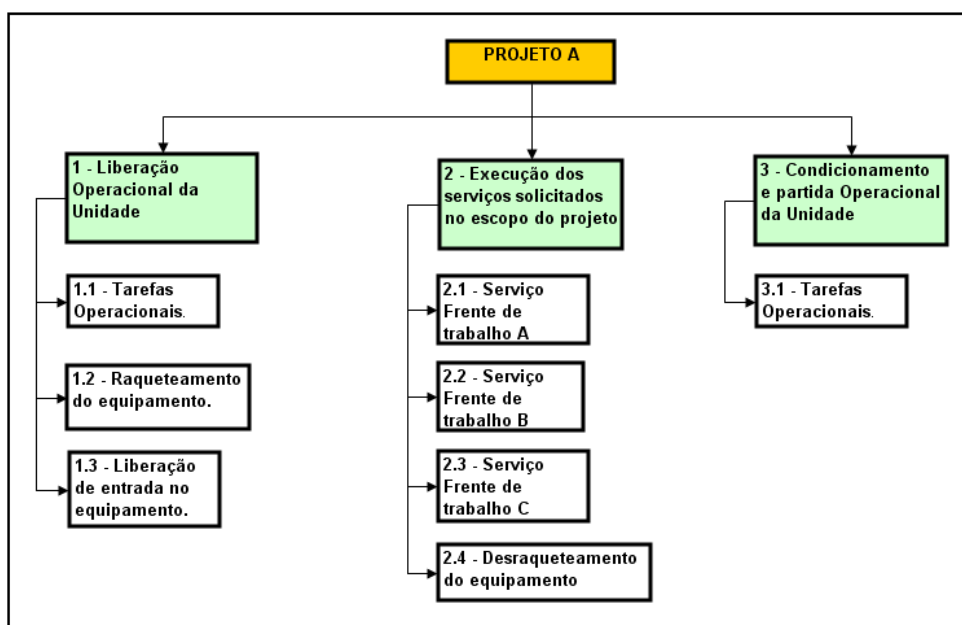 PROJETO A
1 - Liberação
Operacional da
Unidade
1.1 - Tarefas
Operacionais.
1.2 - Raqueteamento
do equipamento.
1.3 - Liberação
de entrada no
equipamento.
2 - Execução dos
serviços solicitados
no escopo do projeto
2.1 - Serviço
Frente de
trabalho A
2.2 - Serviço
Frente de
trabalho B
2.3 - Serviço
Frente de
trabalho C
2.4 - Desraqueteamento
do equipamento
3 - Condicionamento
e partida Operacional
da Unidade
3.1 - Tarefas
Operacionais.